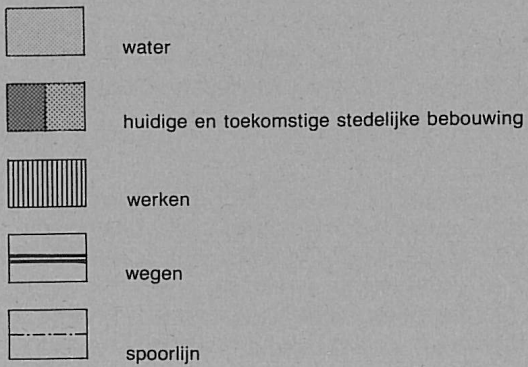 water
huidige en toekomstige stedelijke bebouwing
werken
wegen
spoorlijn